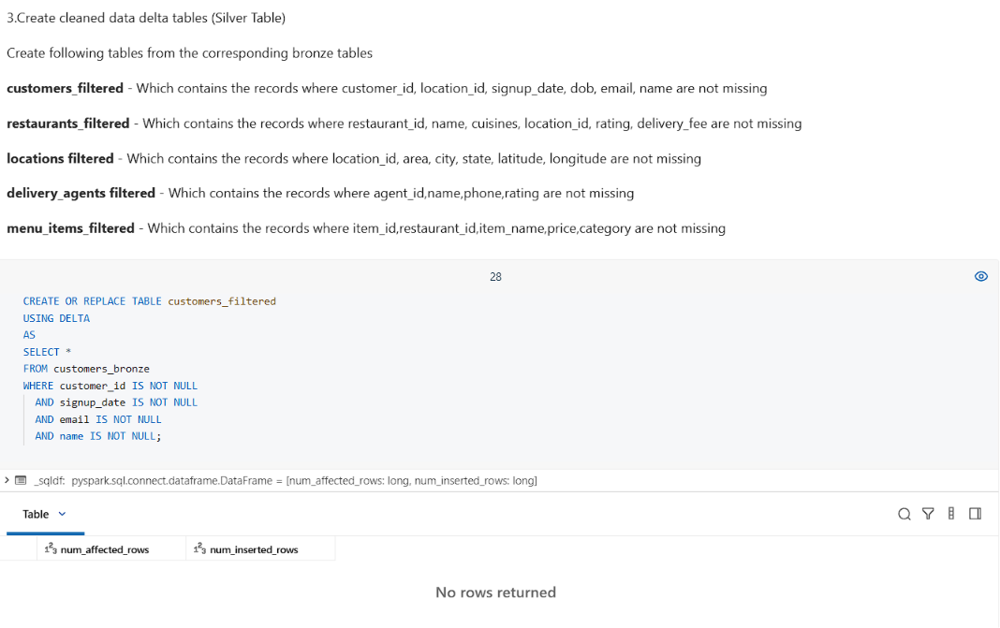 3.Create cleaned data delta tables (Silver Table)
Create following tables from the corresponding bronze tables
customers_filtered - Which contains the records where customer_id, location_id, signup_date, dob, email, name are not missing
restaurants_filtered - Which contains the records where restaurant_id, name, cuisines, location_id, rating, delivery_fee are not missing
locations filtered - Which contains the records where location_id, area, city, state, latitude, longitude are not missing
delivery_agents filtered - Which contains the records where agent_id,name,phone,rating are not missing
menu_items_filtered - Which contains the records where item_id,restaurant_id,item_name,price,category are not missing
28
CREATE OR REPLACE TABLE customers_filtered
USING DELTA
AS
SELECT *
FROM customers_bronze
WHERE customer_id IS NOT NULL
AND signup_date IS NOT NULL
AND email IS NOT NULL
AND name IS NOT NULL;
_sqldf: pyspark.sql.connect.dataframe.DataFrame = [num_affected_rows: long, num_inserted_rows: long]
Table
123 num_affected_rows 123 num_inserted_rows
No rows returned